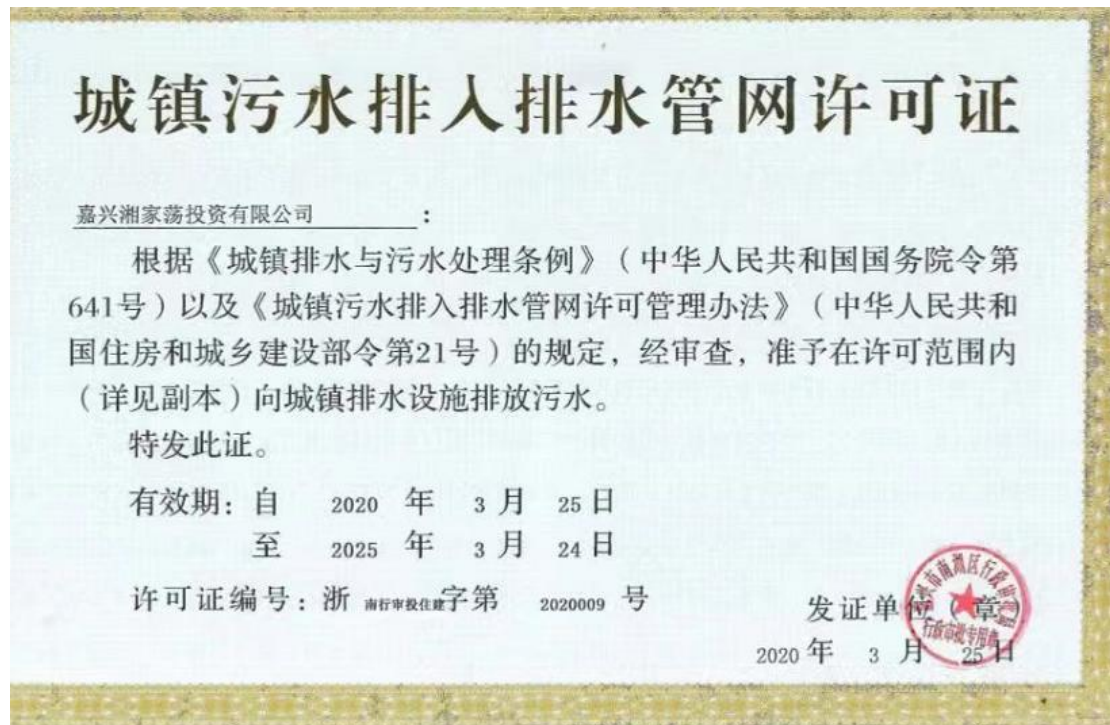 城镇污水排入排水管网许可证
嘉兴湘家荡投资有限公司：
根据《城镇排水与污水处理条例》（中华人民共和国国务院令第
641号）以及《城镇污水排入排水管网许可管理办法》（中华人民共和
国住房和城乡建设部令第21号）的规定，经审查，准予在许可范围内
（详见副本）向城镇排水设施排放污水。
特发此证。
有效期：自 2020 年 3 月 25 日
至 2025 年 3 月 24 日
许可证编号：浙 南行审投住建字第 2020009 号
发证单位（章）
2020 年 3 月 25 日
行政审批专用章